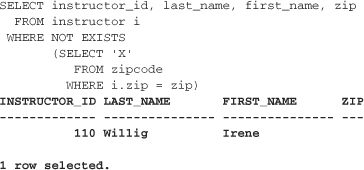 SELECT instructor_id, last_name, first_name, zip
  FROM instructor i
 WHERE NOT EXISTS
       (SELECT 'X'
          FROM zipcode
         WHERE i.zip = zip)
INSTRUCTOR_ID LAST_NAME       FIRST_NAME      ZIP
------------- --------------- --------------- ---
          110 Willig          Irene
1 row selected.